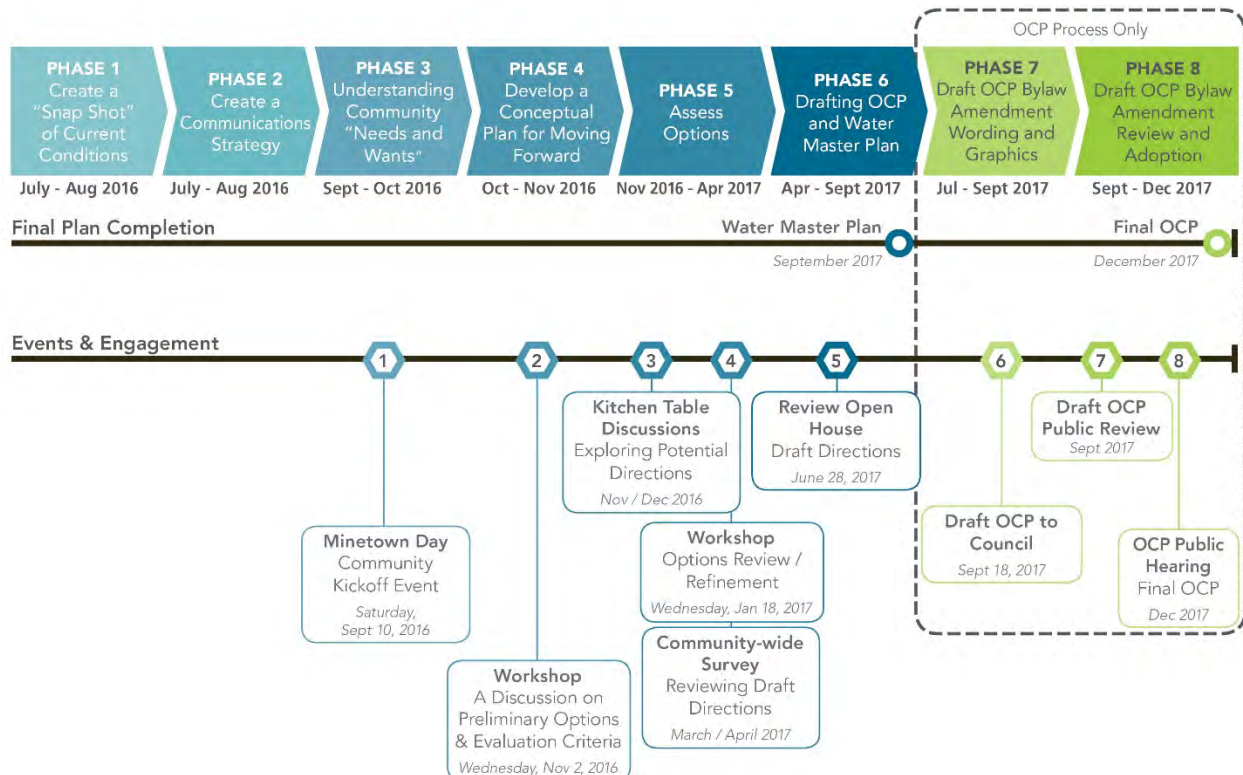 OCP Process Only
PHASE 1
Create a
“Snap Shot”
of Current
Conditions
July - Aug 2016
PHASE 2
Create a
Communications
Strategy
July - Aug 2016
PHASE 3
Understanding
Community
“Needs and
Wants”
Sept - Oct 2016
PHASE 4
Develop a
Conceptual
Plan for Moving
Forward
Oct - Nov 2016
PHASE 5
Assess
Options
Nov 2016 - Apr 2017
PHASE 6
Drafting OCP
and Water
Master Plan
Apr - Sept 2017
PHASE 7
Draft OCP Bylaw
Amendment
Wording and
Graphics
Jul - Sept 2017
PHASE 8
Draft OCP Bylaw
Amendment
Review and
Adoption
Sept - Dec 2017
Final Plan Completion
Water Master Plan
September 2017
Final OCP
December 2017
Events & Engagement
1
2
3
4
5
6
7
8
Minetown Day
Community
Kickoff Event
Saturday,
Sept 10, 2016
Workshop
A Discussion on
Preliminary Options
& Evaluation Criteria
Wednesday, Nov 2, 2016
Kitchen Table
Discussions
Exploring Potential
Directions
Nov / Dec 2016
Workshop
Options Review /
Refinement
Wednesday, Jan 18, 2017
Community-wide
Survey
Reviewing Draft
Directions
March / April 2017
Review Open
House
Draft Directions
June 28, 2017
Draft OCP to
Council
Sept 18, 2017
Draft OCP
Public Review
Sept 2017
OCP Public
Hearing
Final OCP
Dec 2017